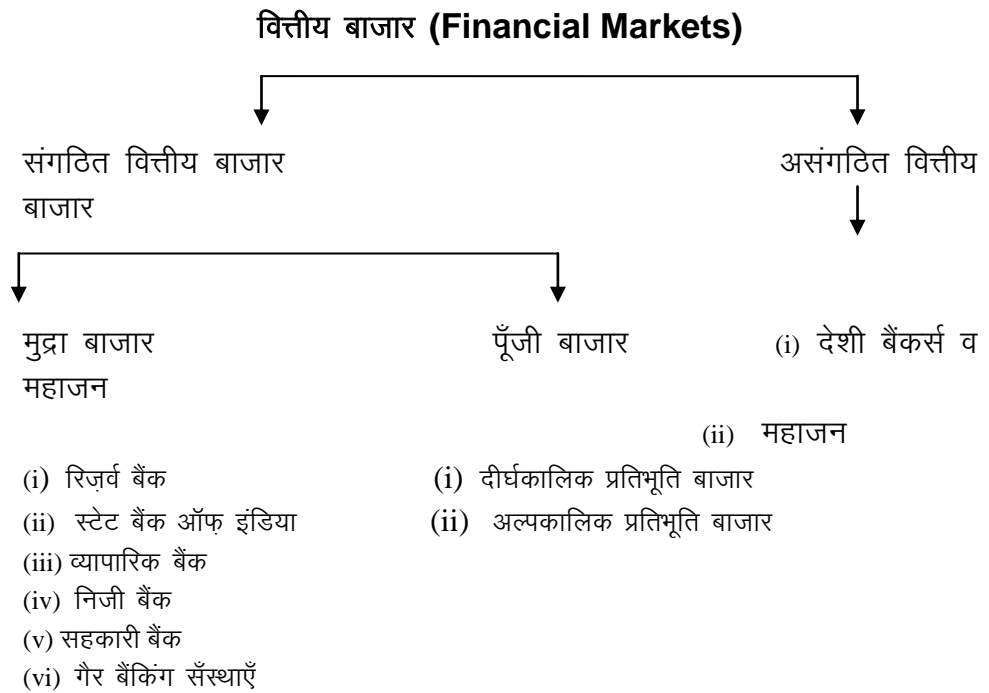 वित्तीय बाजार (Financial Markets)
संगठित वित्तीय बाजार असंगठित वित्तीय
बाजार
मुद्रा बाजार पूँजी बाजार (i) देशी बैंकर्स व
महाजन
(ii) महाजन
(i) रिज़र्व बैंक (i) दीर्घकालिक प्रतिभूति बाजार
(ii) स्टेट बैंक ऑफ़ इंडिया (ii) अल्पकालिक प्रतिभूति बाजार
(iii) व्यापारिक बैंक
(iv) निजी बैंक
(v) सहकारी बैंक
(vi) गैर बैंकिंग सँस्थाएँ